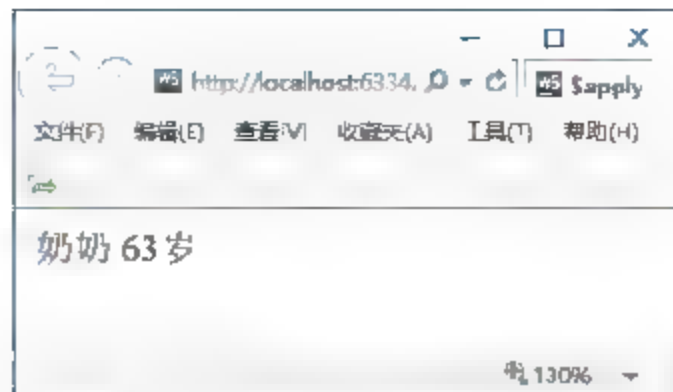 http://localhost:6334.
$apply
文件(F) 编辑(E) 查看(V) 收藏夹(A) 工具(T) 帮助(H)
奶奶 63 岁
130%